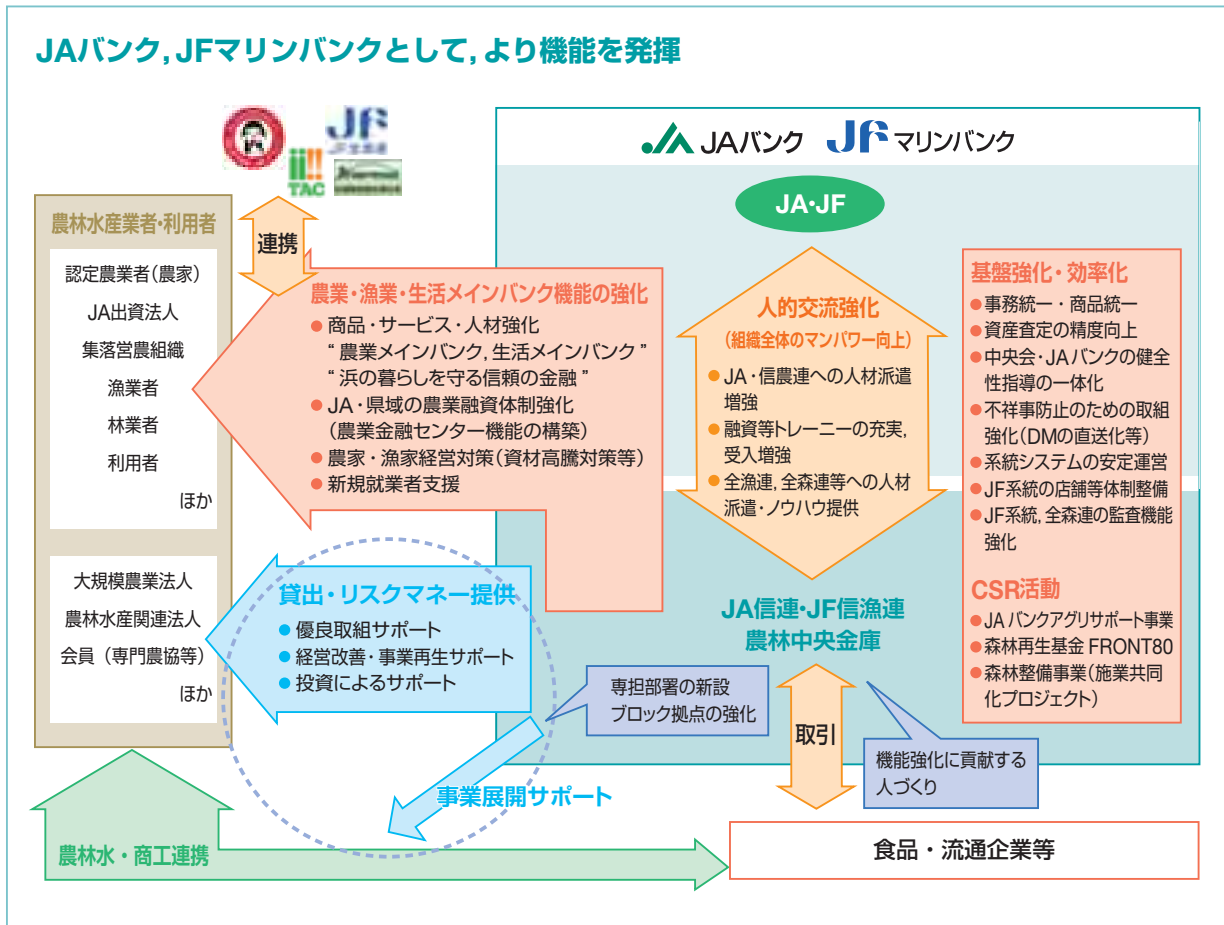 JAバンク,JFマリンバンクとして,より機能を発揮
JF
TAC
JAバンク
JFマリンバンク
JA・JF
農林水産業者・利用者
認定農業者(農家)
JA出資法人
集落営農組織
漁業者
林業者
利用者
ほか
大規模農業法人
農林水産関連法人
会員(専門農協等)
ほか
連携
農業・漁業・生活メインバンク機能の強化
● 商品・サービス・人材強化
“ 農業メインバンク,生活メインバンク ”
“ 浜の暮らしを守る信頼の金融 ”
● JA・県域の農業融資体制強化
(農業金融センター機能の構築)
● 農家・漁家経営対策(資材高騰対策等)
● 新規就業者支援
貸出・リスクマネー提供
● 優良取組サポート
● 経営改善・事業再生サポート
● 投資によるサポート
人的交流強化
(組織全体のマンパワー向上)
● JA・信農連への人材派遣
増強
● 融資等トレーニーの充実,
受入増強
● 全漁連,全森連等への人材
派遣・ノウハウ提供
基盤強化・効率化
● 事務統一・商品統一
● 資産査定の精度向上
● 中央会・JAバンクの健全
性指導の一体化
● 不祥事防止のための取組
強化(DMの直送化等)
● 系統システムの安定運営
● JF系統の店舗等体制整備
● JF系統,全森連の監査機能
強化
CSR活動
● JAバンクアグリサポート事業
● 森林再生基金 FRONT80
● 森林整備事業(施業共同
化プロジェクト)
JA信連・JF信漁連
農林中央金庫
専担部署の新設
ブロック拠点の強化
取引
機能強化に貢献する
人づくり
事業展開サポート
農林水・商工連携
食品・流通企業等